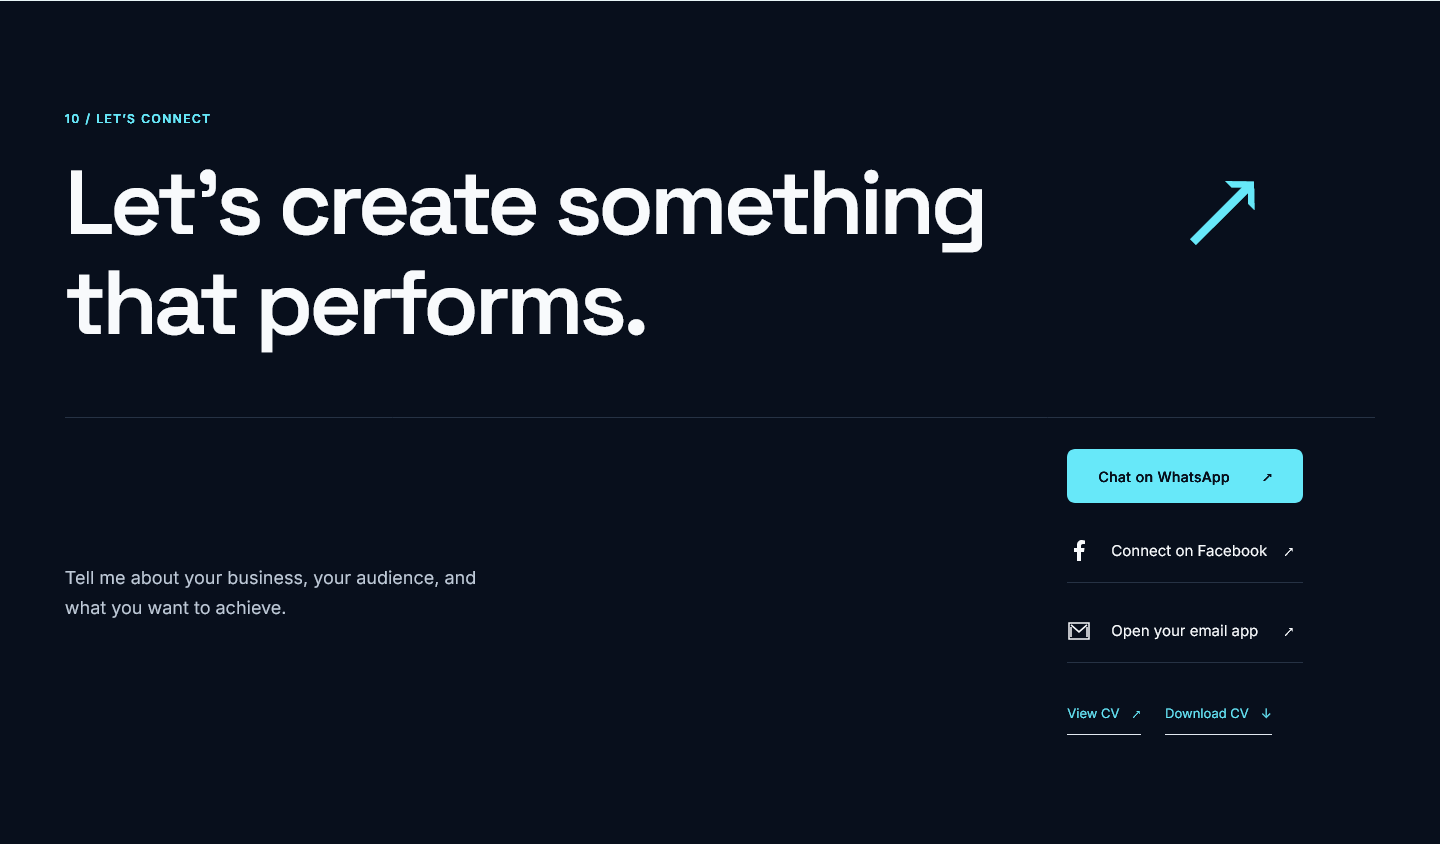 10 / LET’S CONNECT
Let’s create something
that performs.
Chat on WhatsApp ↗
Connect on Facebook ↗
Tell me about your business, your audience, and
what you want to achieve.
Open your email app ↗
View CV ↗ Download CV ↓